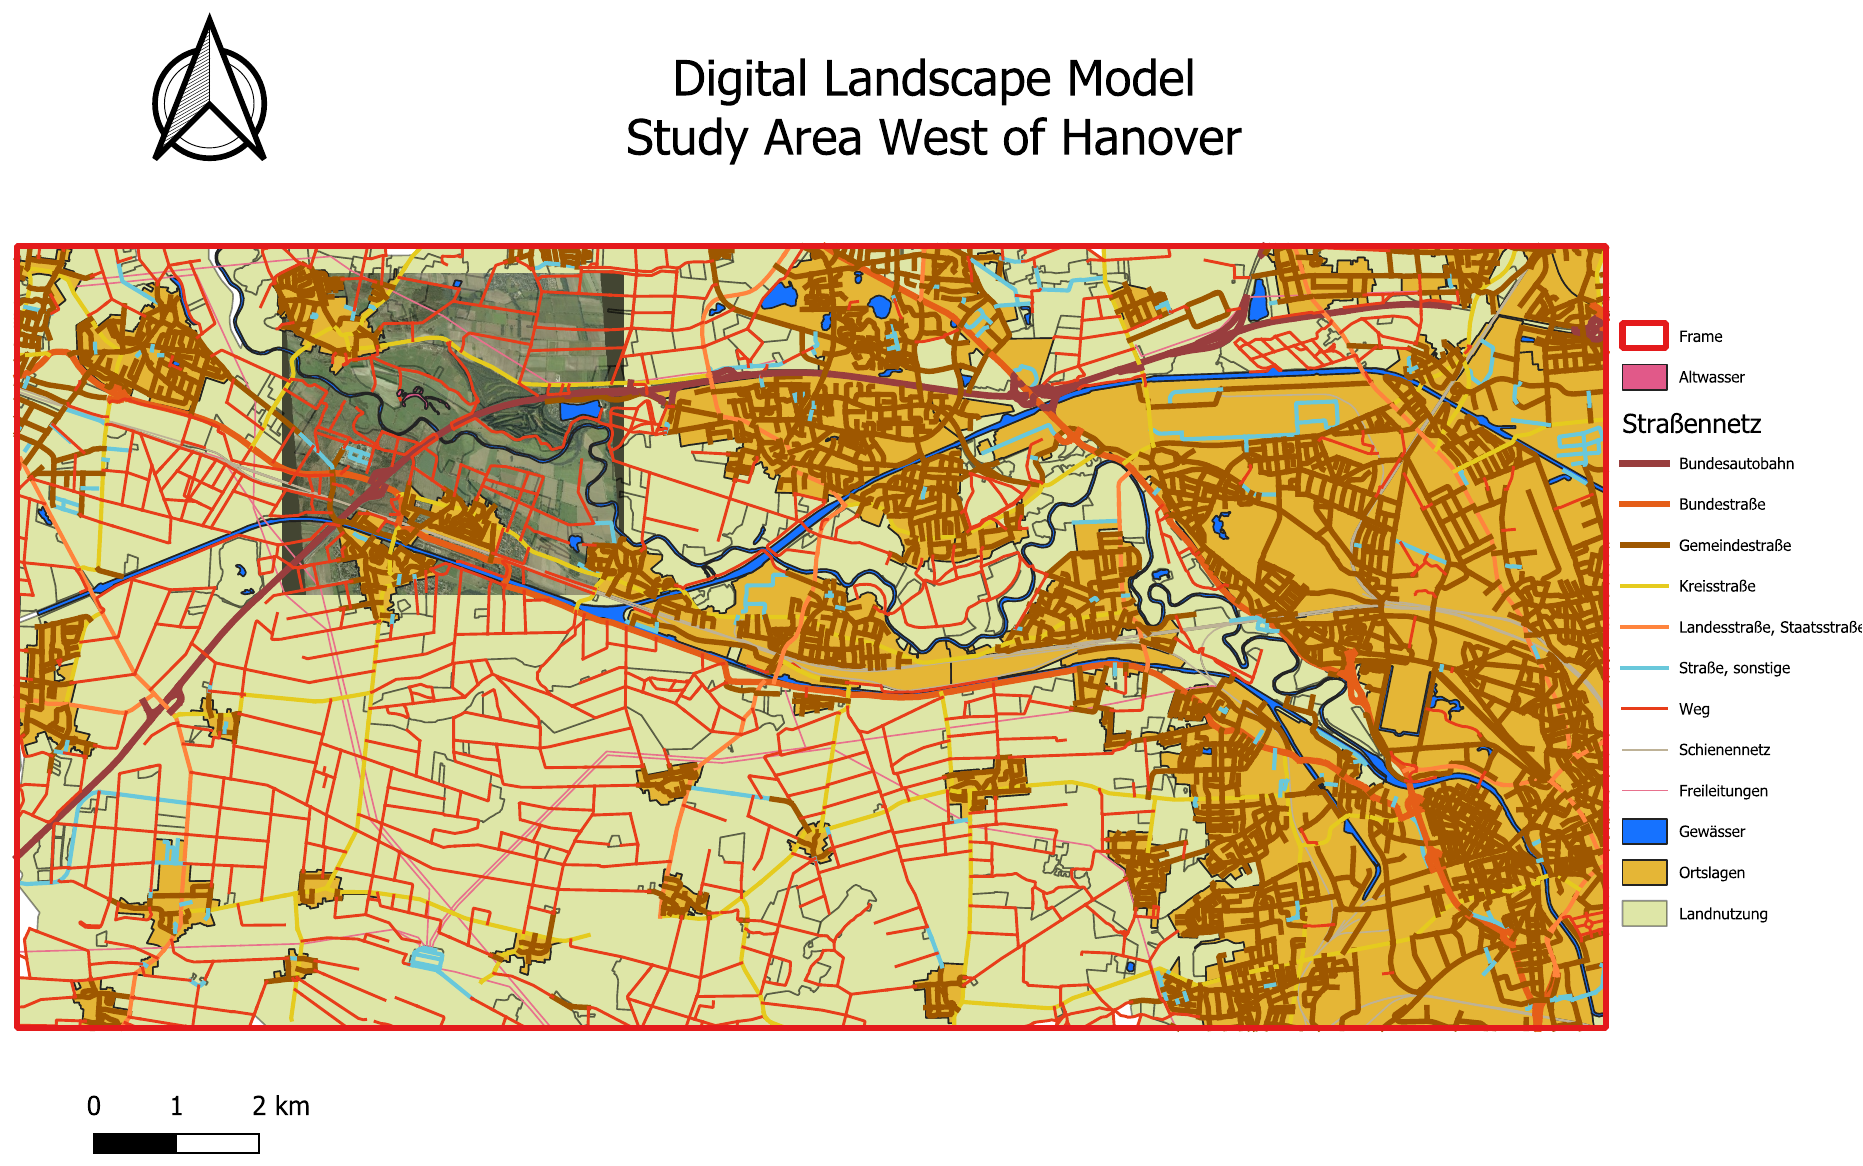 Digital Landscape Model
Study Area West of Hanover
Frame
Altwasser
Straßennetz
Bundesautobahn
Bundestraße
Gemeindestraße
Kreisstraße
Landesstraße, Staatsstraße
Straße, sonstige
Weg
Schienennetz
Freileitungen
Gewässer
Ortslagen
Landnutzung
0 1 2 km